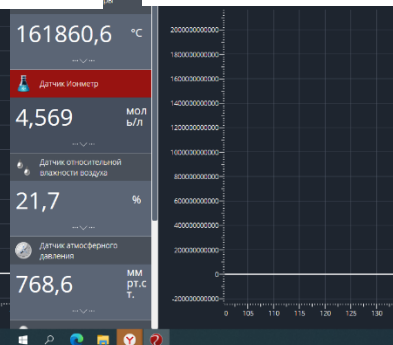 161860,6 °C
Датчик Ионметр
4,569 мол
ь/л
Датчик относительной
влажности воздуха
21,7 %
Датчик атмосферного
давления
768,6 мм
рт.с
т.
2000000000000
1800000000000
1600000000000
1400000000000
1200000000000
1000000000000
800000000000
600000000000
400000000000
200000000000
0
-200000000000
0 105 110 115 120 125 130